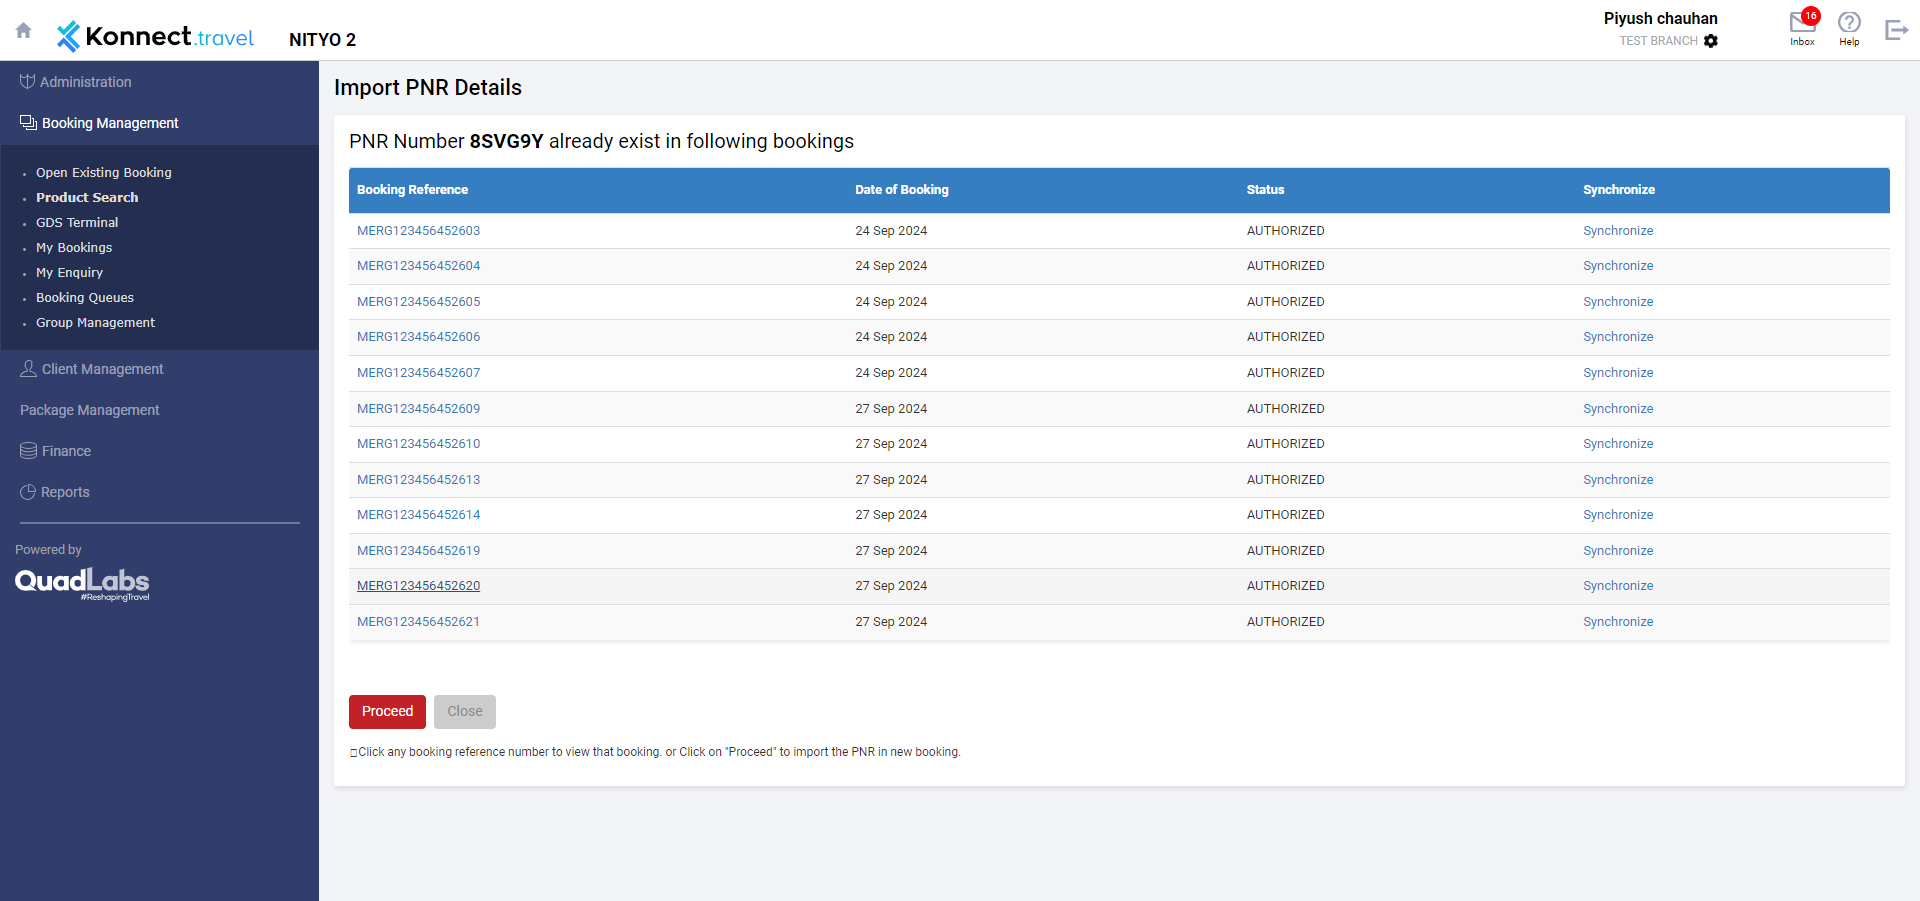 Konnect.travel
NITYO 2
Piyush chauhan
TEST BRANCH
16
Inbox
Help
Administration
Booking Management
Open Existing Booking
Product Search
GDS Terminal
My Bookings
My Enquiry
Booking Queues
Group Management
Client Management
Package Management
Finance
Reports
Powered by
QuadLabs
#ReshapingTravel
Import PNR Details
PNR Number 8SVG9Y already exist in following bookings
Booking Reference Date of Booking Status Synchronize
MERG123456452603 24 Sep 2024 AUTHORIZED Synchronize
MERG123456452604 24 Sep 2024 AUTHORIZED Synchronize
MERG123456452605 24 Sep 2024 AUTHORIZED Synchronize
MERG123456452606 24 Sep 2024 AUTHORIZED Synchronize
MERG123456452607 24 Sep 2024 AUTHORIZED Synchronize
MERG123456452609 27 Sep 2024 AUTHORIZED Synchronize
MERG123456452610 27 Sep 2024 AUTHORIZED Synchronize
MERG123456452613 27 Sep 2024 AUTHORIZED Synchronize
MERG123456452614 27 Sep 2024 AUTHORIZED Synchronize
MERG123456452619 27 Sep 2024 AUTHORIZED Synchronize
MERG123456452620 27 Sep 2024 AUTHORIZED Synchronize
MERG123456452621 27 Sep 2024 AUTHORIZED Synchronize
Proceed Close
Click any booking reference number to view that booking. or Click on "Proceed" to import the PNR in new booking.